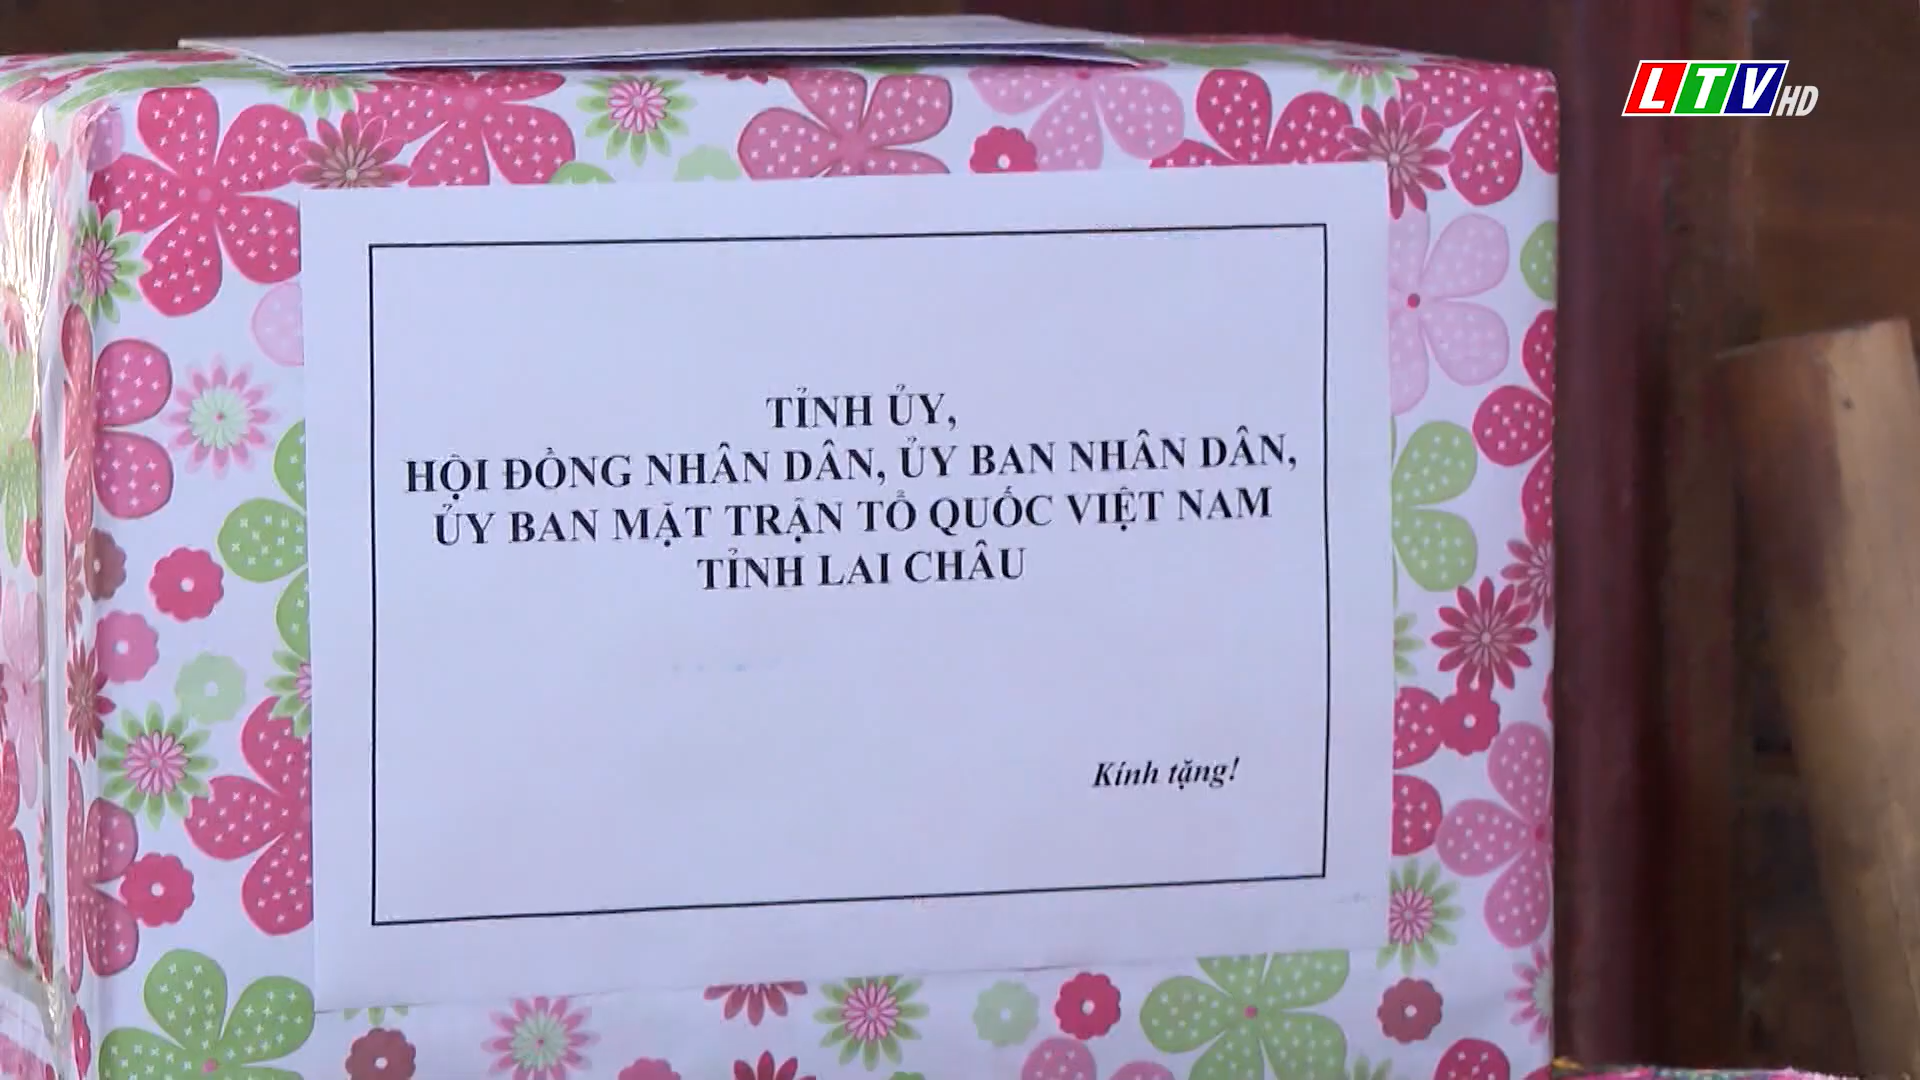 LTV HD
TỈNH ỦY,
HỘI ĐỒNG NHÂN DÂN, ỦY BAN NHÂN DÂN,
ỦY BAN MẶT TRẬN TỔ QUỐC VIỆT NAM
TỈNH LAI CHÂU
Kính tặng!